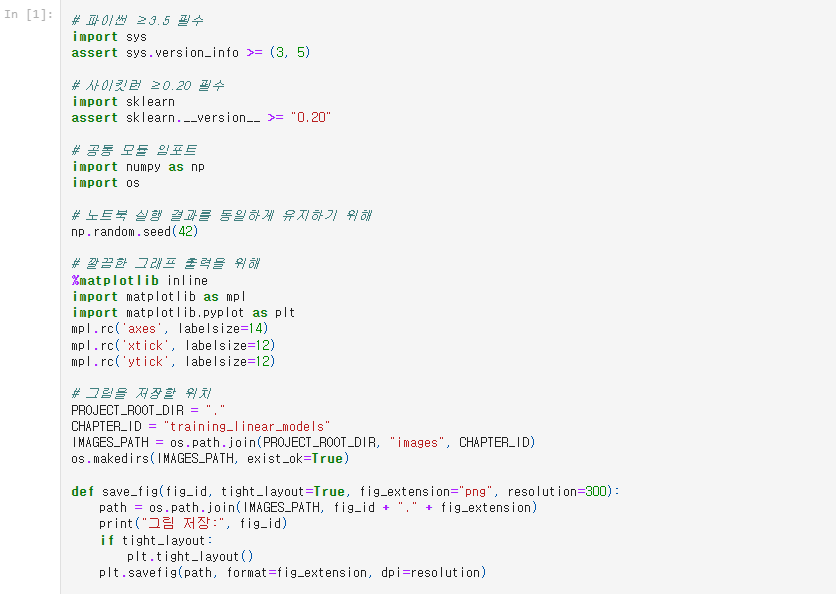 In [1]:
# 파이썬 ≥3.5 필수
import sys
assert sys.version_info >= (3, 5)
# 사이킷런 ≥0.20 필수
import sklearn
assert sklearn.__version__ >= "0.20"
# 공통 모듈 임포트
import numpy as np
import os
# 노트북 실행 결과를 동일하게 유지하기 위해
np.random.seed(42)
# 깔끔한 그래프 출력을 위해
%matplotlib inline
import matplotlib as mpl
import matplotlib.pyplot as plt
mpl.rc('axes', labelsize=14)
mpl.rc('xtick', labelsize=12)
mpl.rc('ytick', labelsize=12)
# 그림을 저장할 위치
PROJECT_ROOT_DIR = "."
CHAPTER_ID = "training_linear_models"
IMAGES_PATH = os.path.join(PROJECT_ROOT_DIR, "images", CHAPTER_ID)
os.makedirs(IMAGES_PATH, exist_ok=True)
def save_fig(fig_id, tight_layout=True, fig_extension="png", resolution=300):
    path = os.path.join(IMAGES_PATH, fig_id + "." + fig_extension)
    print("그림 저장:", fig_id)
    if tight_layout:
        plt.tight_layout()
    plt.savefig(path, format=fig_extension, dpi=resolution)